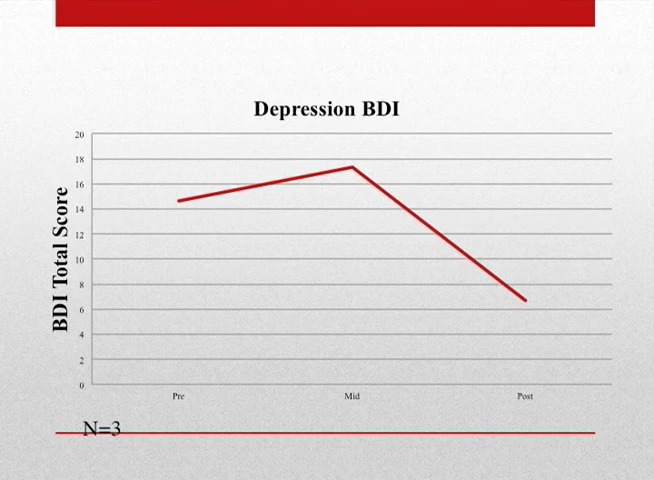 Depression BDI
BDI Total Score
20
18
16
14
12
10
8
6
4
2
0
Pre
Mid
Post
N=3